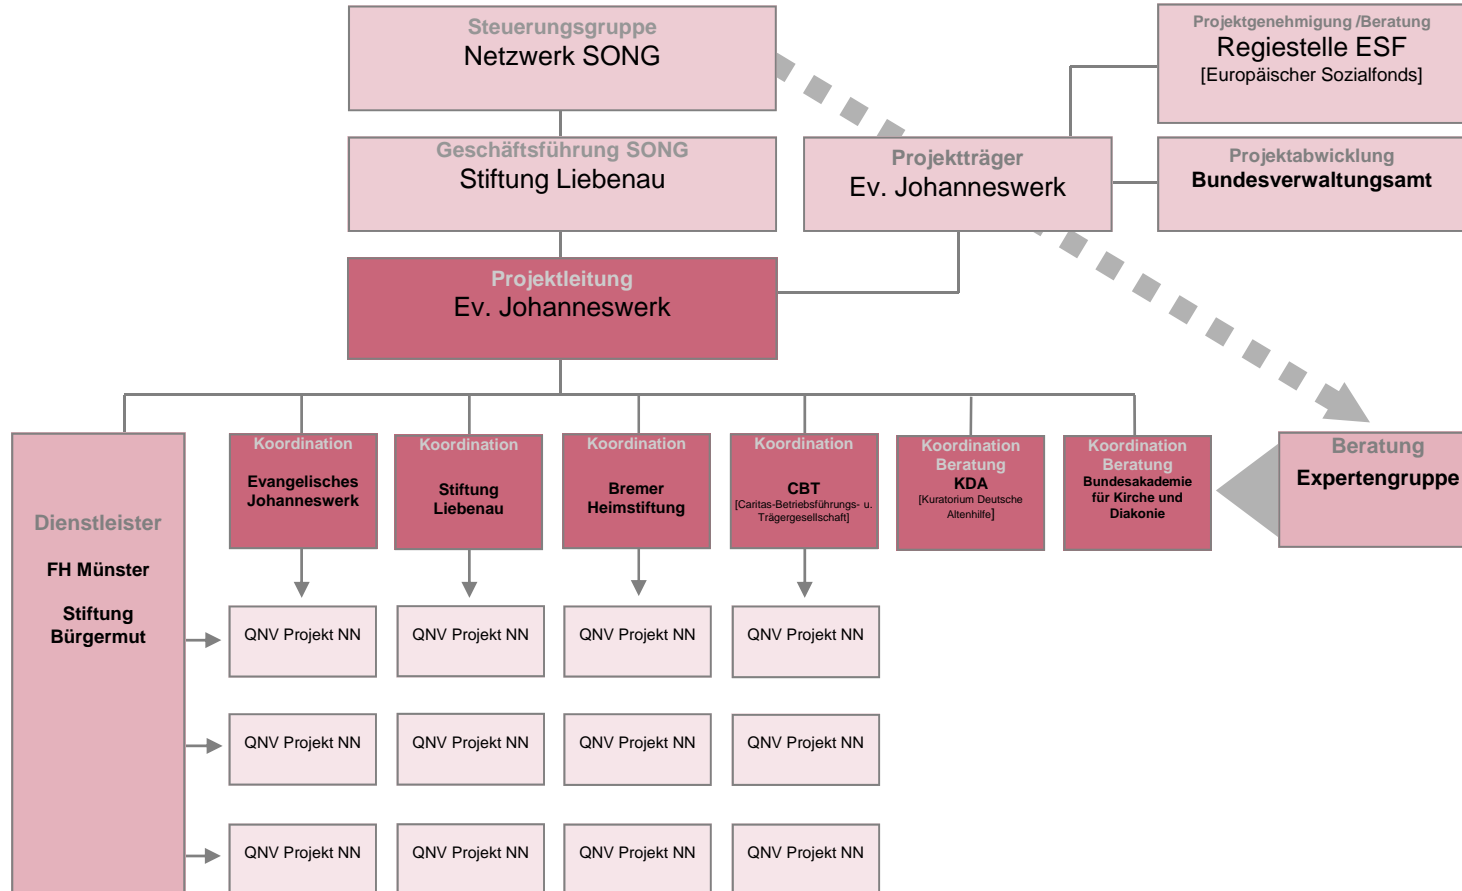 Steuerungsgruppe
Netzwerk SONG
Projektgenehmigung /Beratung
Regiestelle ESF
[Europäischer Sozialfonds]
Geschäftsführung SONG
Stiftung Liebenau
Projektträger
Ev. Johanneswerk
Projektabwicklung
Bundesverwaltungsamt
Projektleitung
Ev. Johanneswerk
Dienstleister
FH Münster
Stiftung
Bürgermut
Koordination
Evangelisches
Johanneswerk
Koordination
Stiftung
Liebenau
Koordination
Bremer
Heimstiftung
Koordination
CBT
[Caritas-Betriebsführungs- u.
Trägergesellschaft]
Koordination
Beratung
KDA
[Kuratorium Deutsche
Altenhilfe]
Koordination
Beratung
Bundesakademie
für Kirche und
Diakonie
Beratung
Expertengruppe
QNV Projekt NN
QNV Projekt NN
QNV Projekt NN
QNV Projekt NN
QNV Projekt NN
QNV Projekt NN
QNV Projekt NN
QNV Projekt NN
QNV Projekt NN
QNV Projekt NN
QNV Projekt NN
QNV Projekt NN